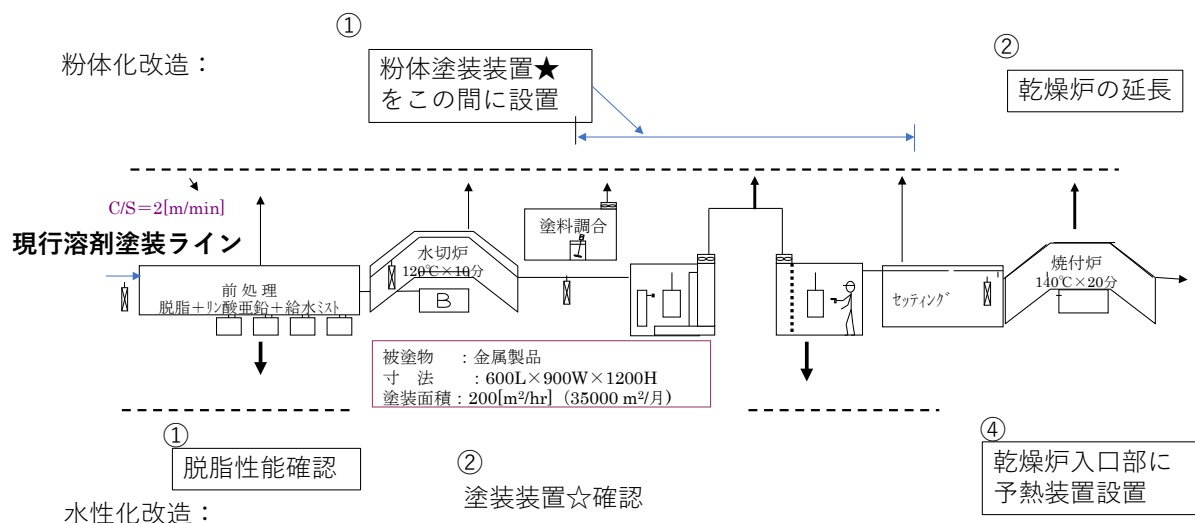 ①
②
粉体化改造：
粉体塗装装置★
をこの間に設置
乾燥炉の延長
C/S＝2[m/min]
現行溶剤塗装ライン
塗料調合
水切炉
120℃×10分
焼付炉
140℃×20分
前処理
脱脂＋リン酸亜鉛＋給水ﾐｽﾄ
B
ｾｯﾃｨﾝｸﾞ
被塗物　：金属製品
寸　法　：600L×900W×1200H
塗装面積：200[m²/hr]（35000 m²/月）
①
脱脂性能確認
②
塗装装置☆確認
④
乾燥炉入口部に
予熱装置設置
水性化改造：